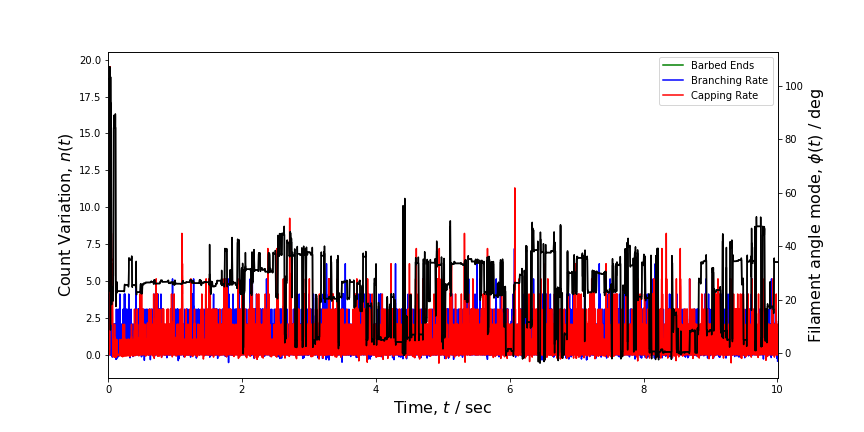 20.0
17.5
15.0
12.5
10.0
7.5
5.0
2.5
0.0
Count Variation, n(t)
Barbed Ends
Branching Rate
Capping Rate
100
80
60
40
20
0
Filament angle mode, ϕ(t) / deg
0 2 4 6 8 10
Time, t / sec